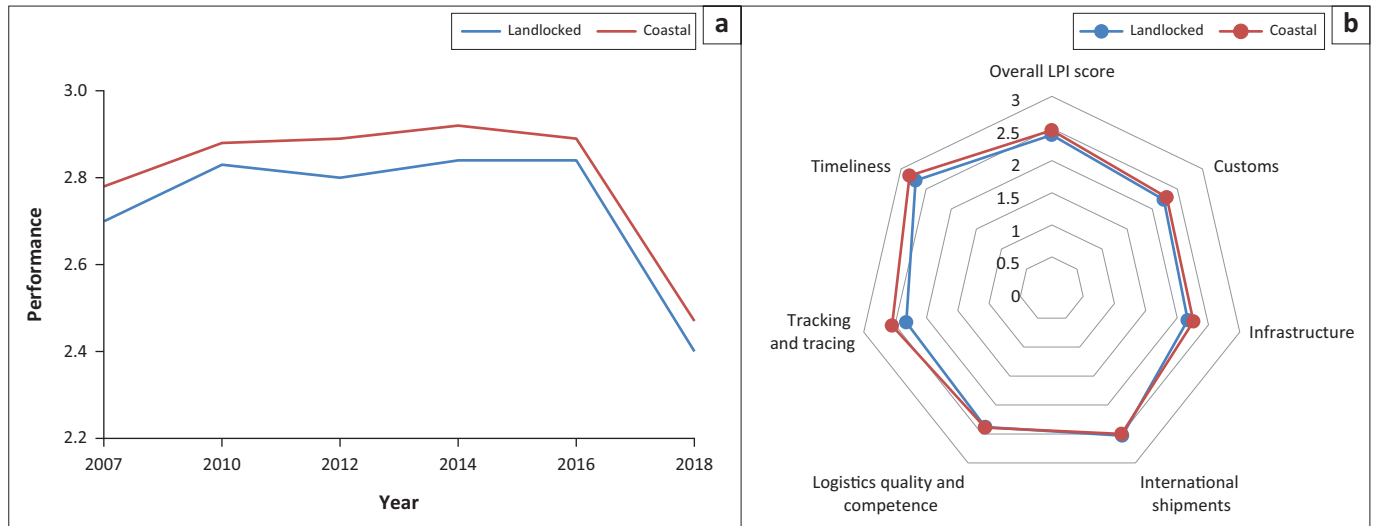 Landlocked
Coastal
a
3.0
2.8
2.6
2.4
2.2
Performance
2007
2010
2012
2014
2016
2018
Year
Landlocked
Coastal
b
Overall LPI score
3
2.5
2
1.5
1
0.5
0
Timeliness
Customs
Tracking
and tracing
Infrastructure
Logistics quality and
competence
International
shipments